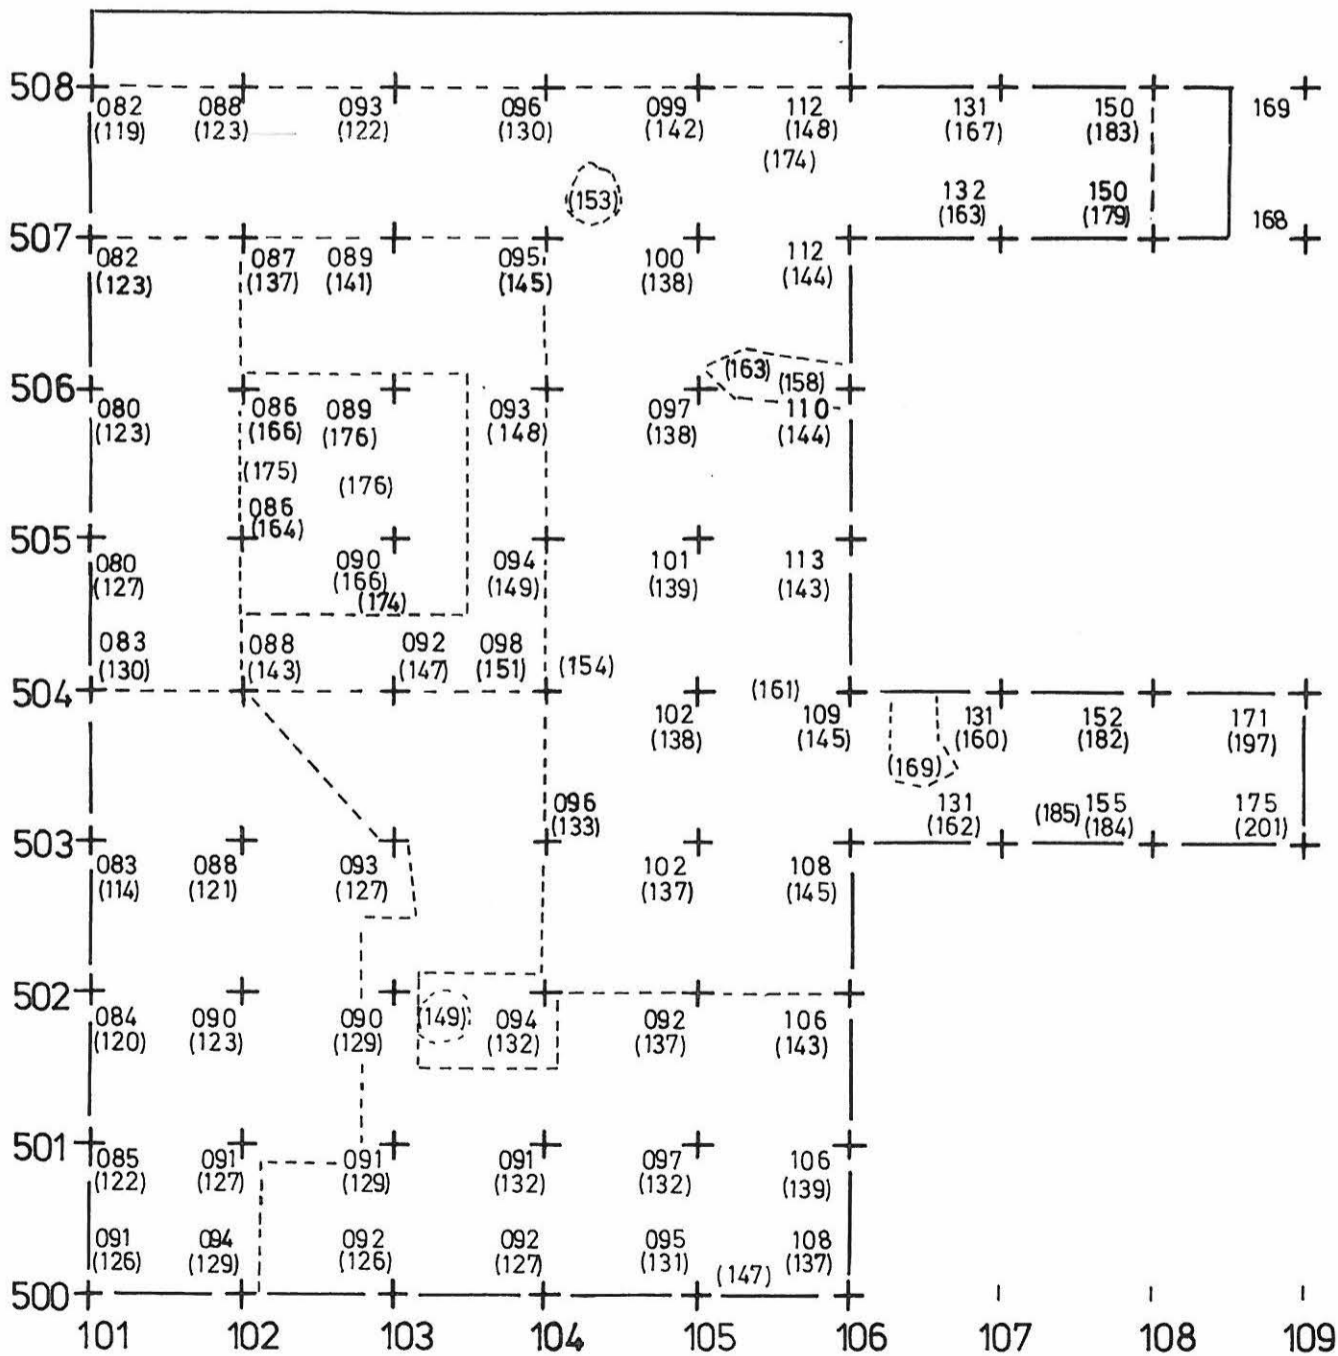 508
082 088 093 096 099 112 131 150 169
(119) (123) (122) (130) (142) (148) (167) (183)
(174)
(153)
132 150
(163) (179)
507 168
082 087 089 095 100 112
(123) (137) (141) (145) (138) (144)
(163) (158)
506
080 086 089 093 097 110
(123) (166) (176) (148) (138) (144)
(175) (176)
086
(164)
505
080 090 094 101 113
(127) (166) (149) (139) (143)
(174)
083 088 092 098
(130) (143) (147) (151) (154)
504 (161)
102 109 131 152 171
(138) (145) (160) (182) (197)
(169)
096 131 155 175
(133) (162) (185) (184) (201)
503
083 088 093 102 108
(114) (121) (127) (137) (145)
502
084 090 090 (149) 094 092 106
(120) (123) (129) (132) (137) (143)
501
085 091 091 091 097 106
(122) (127) (129) (132) (132) (139)
091 094 092 092 095 108
(126) (129) (126) (127) (131) (137)
(147)
500
101 102 103 104 105 106 107 108 109